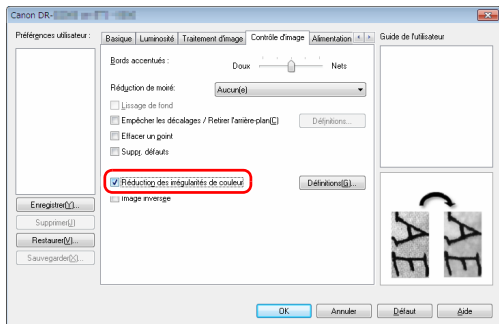 Canon DR-
Préférences utilisateur :
Basique Luminosité Traitement d'image Contrôle d'image Alimentation
Guide de l'utilisateur
Bords accentués :
Doux Nets
Réduction de moiré:
Aucun(e)
Lissage de fond
Empêcher les décalages / Retirer l'arrière-plan(C)
Définitions...
Effacer un point
Suppr. défauts
Réduction des irrégularités de couleur
Définitions(G)...
Image inverse
Enregistrer(Y)...
Supprimer(J)
Restaurer(V)...
Sauvegarder(X)...
AE AE
OK Annuler Défaut Aide